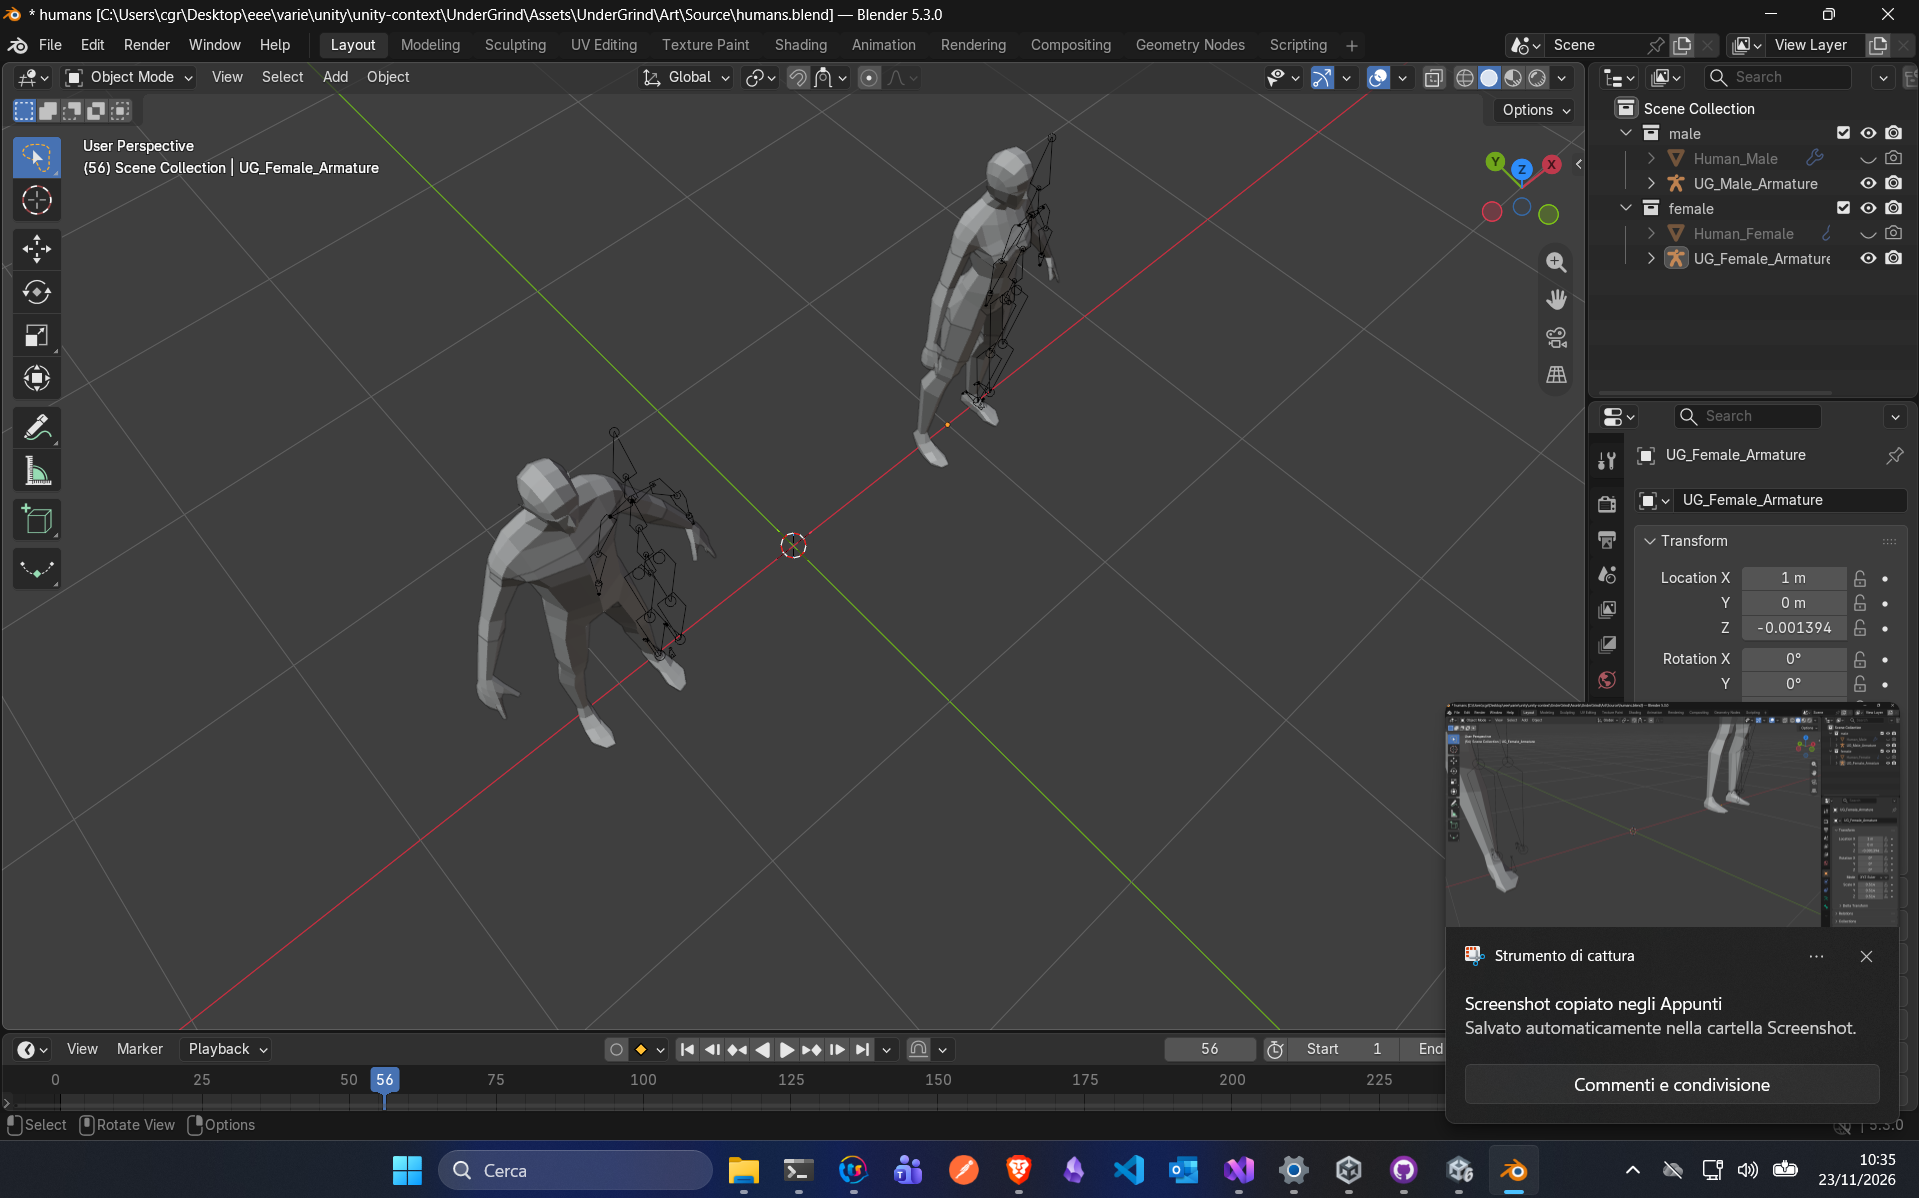 * humans [C:\Users\cgr\Desktop\eee\varie\unity\unity-context\UnderGrind\Assets\UnderGrind\Art\Source\humans.blend] — Blender 5.3.0
File Edit Render Window Help
Layout Modeling Sculpting UV Editing Texture Paint Shading Animation Rendering Compositing Geometry Nodes Scripting
Scene
View Layer
Object Mode View Select Add Object
Global
Search
Options
User Perspective
(56) Scene Collection | UG_Female_Armature
Y
Z
X
Scene Collection
male
Human_Male
UG_Male_Armature
female
Human_Female
UG_Female_Armature
Search
UG_Female_Armature
UG_Female_Armature
Transform
Location X 1 m
Y 0 m
Z -0.001394
Rotation X 0°
Y 0°
Strumento di cattura
Screenshot copiato negli Appunti
Salvato automaticamente nella cartella Screenshot.
Commenti e condivisione
View Marker Playback
56 Start 1 End
0 25 50 56 75 100 125 150 175 200 225
Select Rotate View Options
5.3.0
Cerca
10:35
23/11/2026